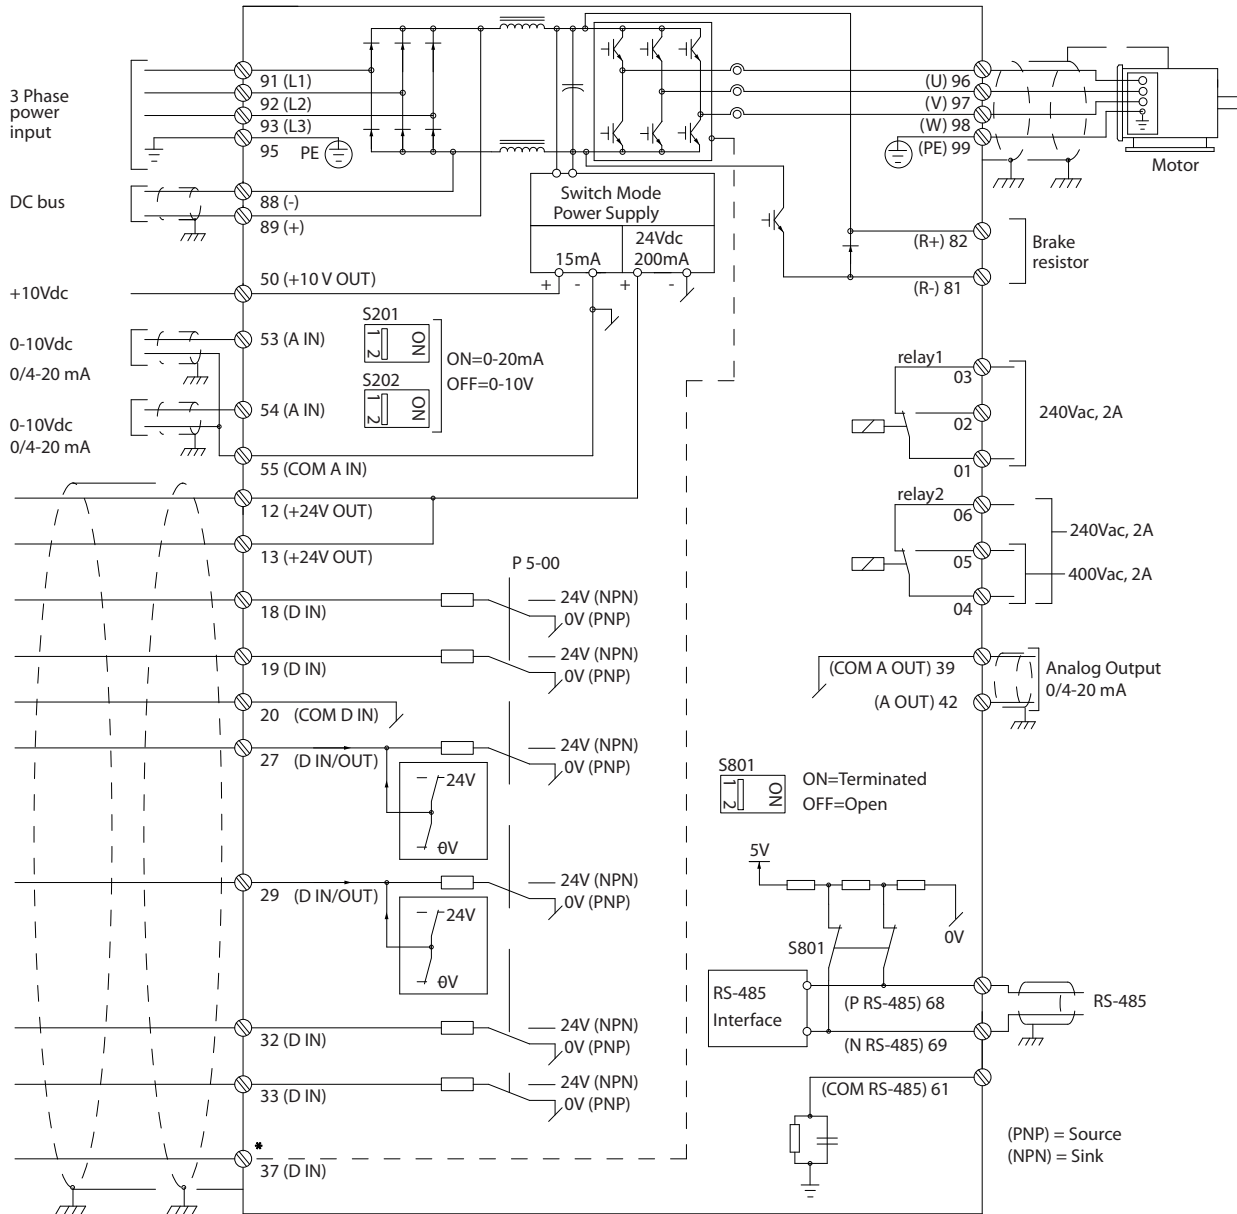 3 Phase
power
input
91 (L1)
92 (L2)
93 (L3)
95
PE
DC bus
88 (-)
89 (+)
+10Vdc
50 (+10 V OUT)
0-10Vdc
0/4-20 mA
53 (A IN)
0-10Vdc
0/4-20 mA
54 (A IN)
55 (COM A IN)
S201
1 2
ON
S202
1 2
ON
ON=0-20mA
OFF=0-10V
Switch Mode
Power Supply
15mA
24Vdc
200mA
+ - + -
(U) 96
(V) 97
(W) 98
(PE) 99
Motor
(R+) 82
(R-) 81
Brake
resistor
relay1
03
02
01
240Vac, 2A
relay2
06
05
04
240Vac, 2A
400Vac, 2A
12 (+24V OUT)
13 (+24V OUT)
P 5-00
18 (D IN)
24V (NPN)
0V (PNP)
19 (D IN)
24V (NPN)
0V (PNP)
20 (COM D IN)
27 (D IN/OUT)
24V (NPN)
0V (PNP)
24V
0V
29 (D IN/OUT)
24V (NPN)
0V (PNP)
24V
0V
32 (D IN)
24V (NPN)
0V (PNP)
33 (D IN)
24V (NPN)
0V (PNP)
*
37 (D IN)
(COM A OUT) 39
(A OUT) 42
Analog Output
0/4-20 mA
S801
1 2
ON
ON=Terminated
OFF=Open
5V
0V
S801
RS-485
Interface
(P RS-485) 68
(N RS-485) 69
RS-485
(COM RS-485) 61
(PNP) = Source
(NPN) = Sink